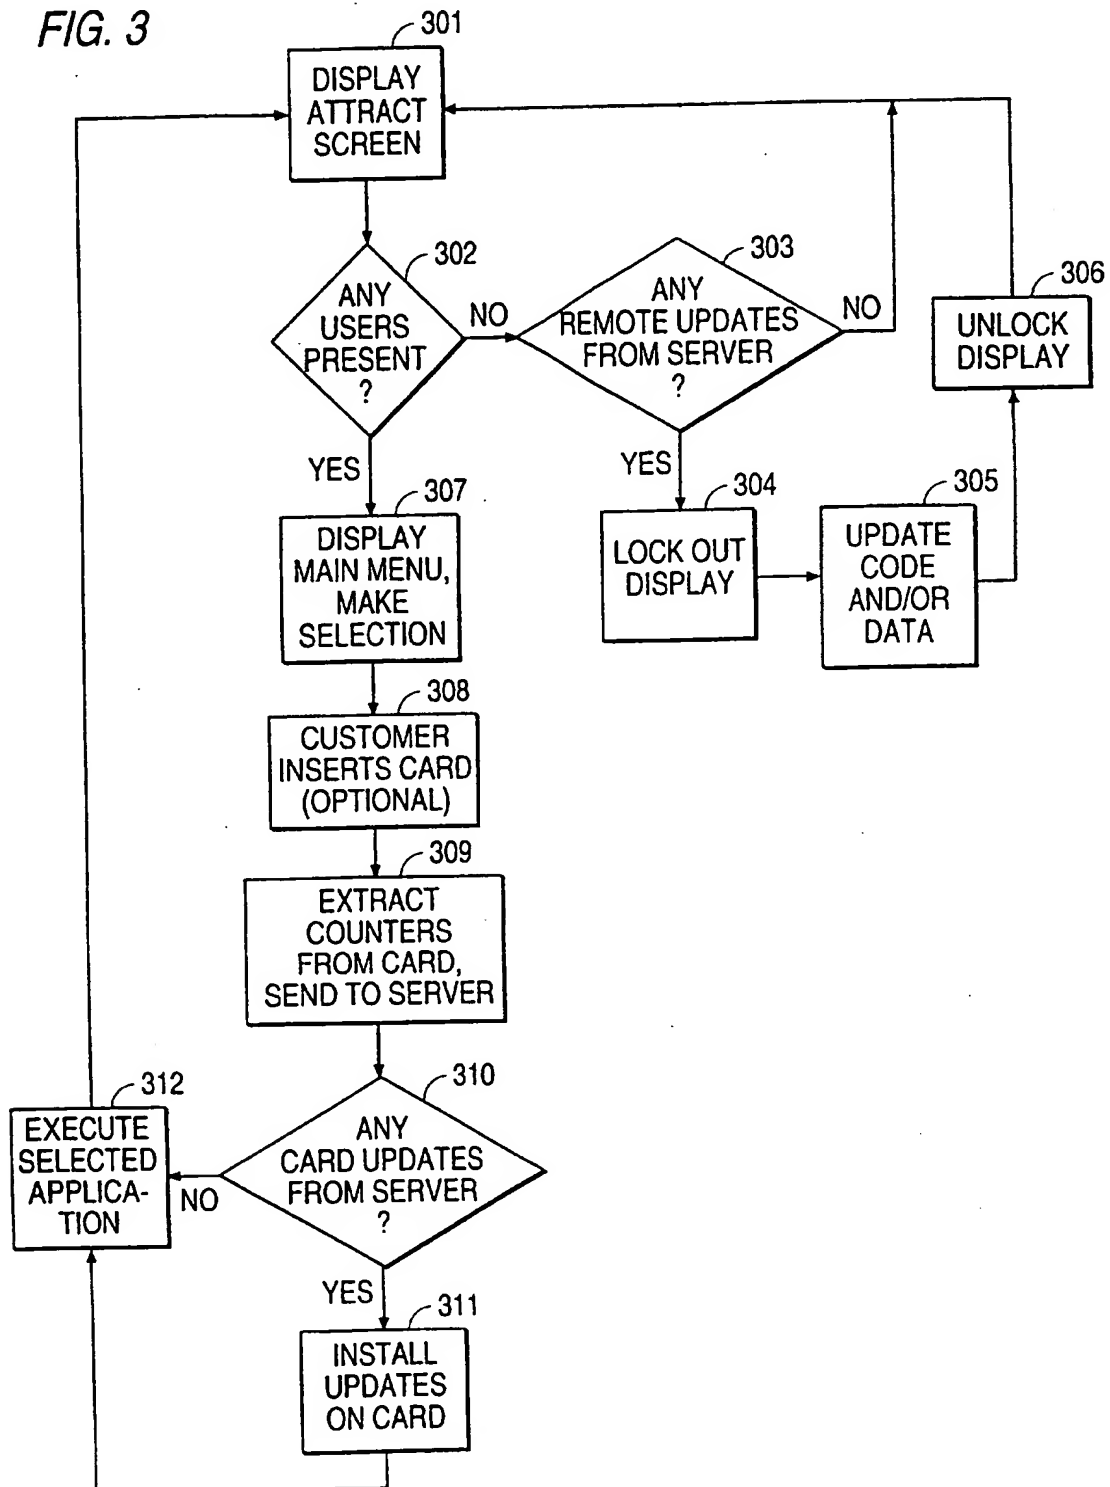 FIG. 3
301
DISPLAY
ATTRACT
SCREEN
302
ANY
USERS
PRESENT
?
NO
303
ANY
REMOTE UPDATES
FROM SERVER
?
NO
306
UNLOCK
DISPLAY
YES
YES
304
LOCK OUT
DISPLAY
305
UPDATE
CODE
AND/OR
DATA
307
DISPLAY
MAIN MENU,
MAKE
SELECTION
308
CUSTOMER
INSERTS CARD
(OPTIONAL)
309
EXTRACT
COUNTERS
FROM CARD,
SEND TO SERVER
310
ANY
CARD UPDATES
FROM SERVER
?
NO
312
EXECUTE
SELECTED
APPLICA-
TION
YES
311
INSTALL
UPDATES
ON CARD